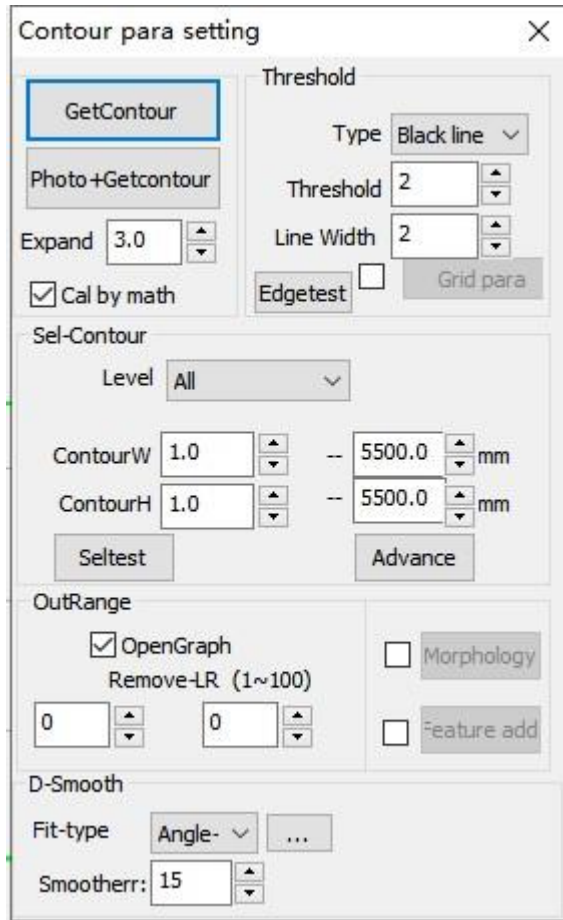 Contour para setting
GetContour
Photo+Getcontour
Expand 3.0
Cal by math
Threshold
Type Black line
Threshold 2
Line Width 2
Edgetest Grid para
Sel-Contour
Level All
ContourW 1.0 -- 5500.0 mm
ContourH 1.0 -- 5500.0 mm
Seltest Advance
OutRange
OpenGraph
Remove-LR (1~100)
0 0
Morphology
Feature add
D-Smooth
Fit-type Angle- ...
Smootherr: 15